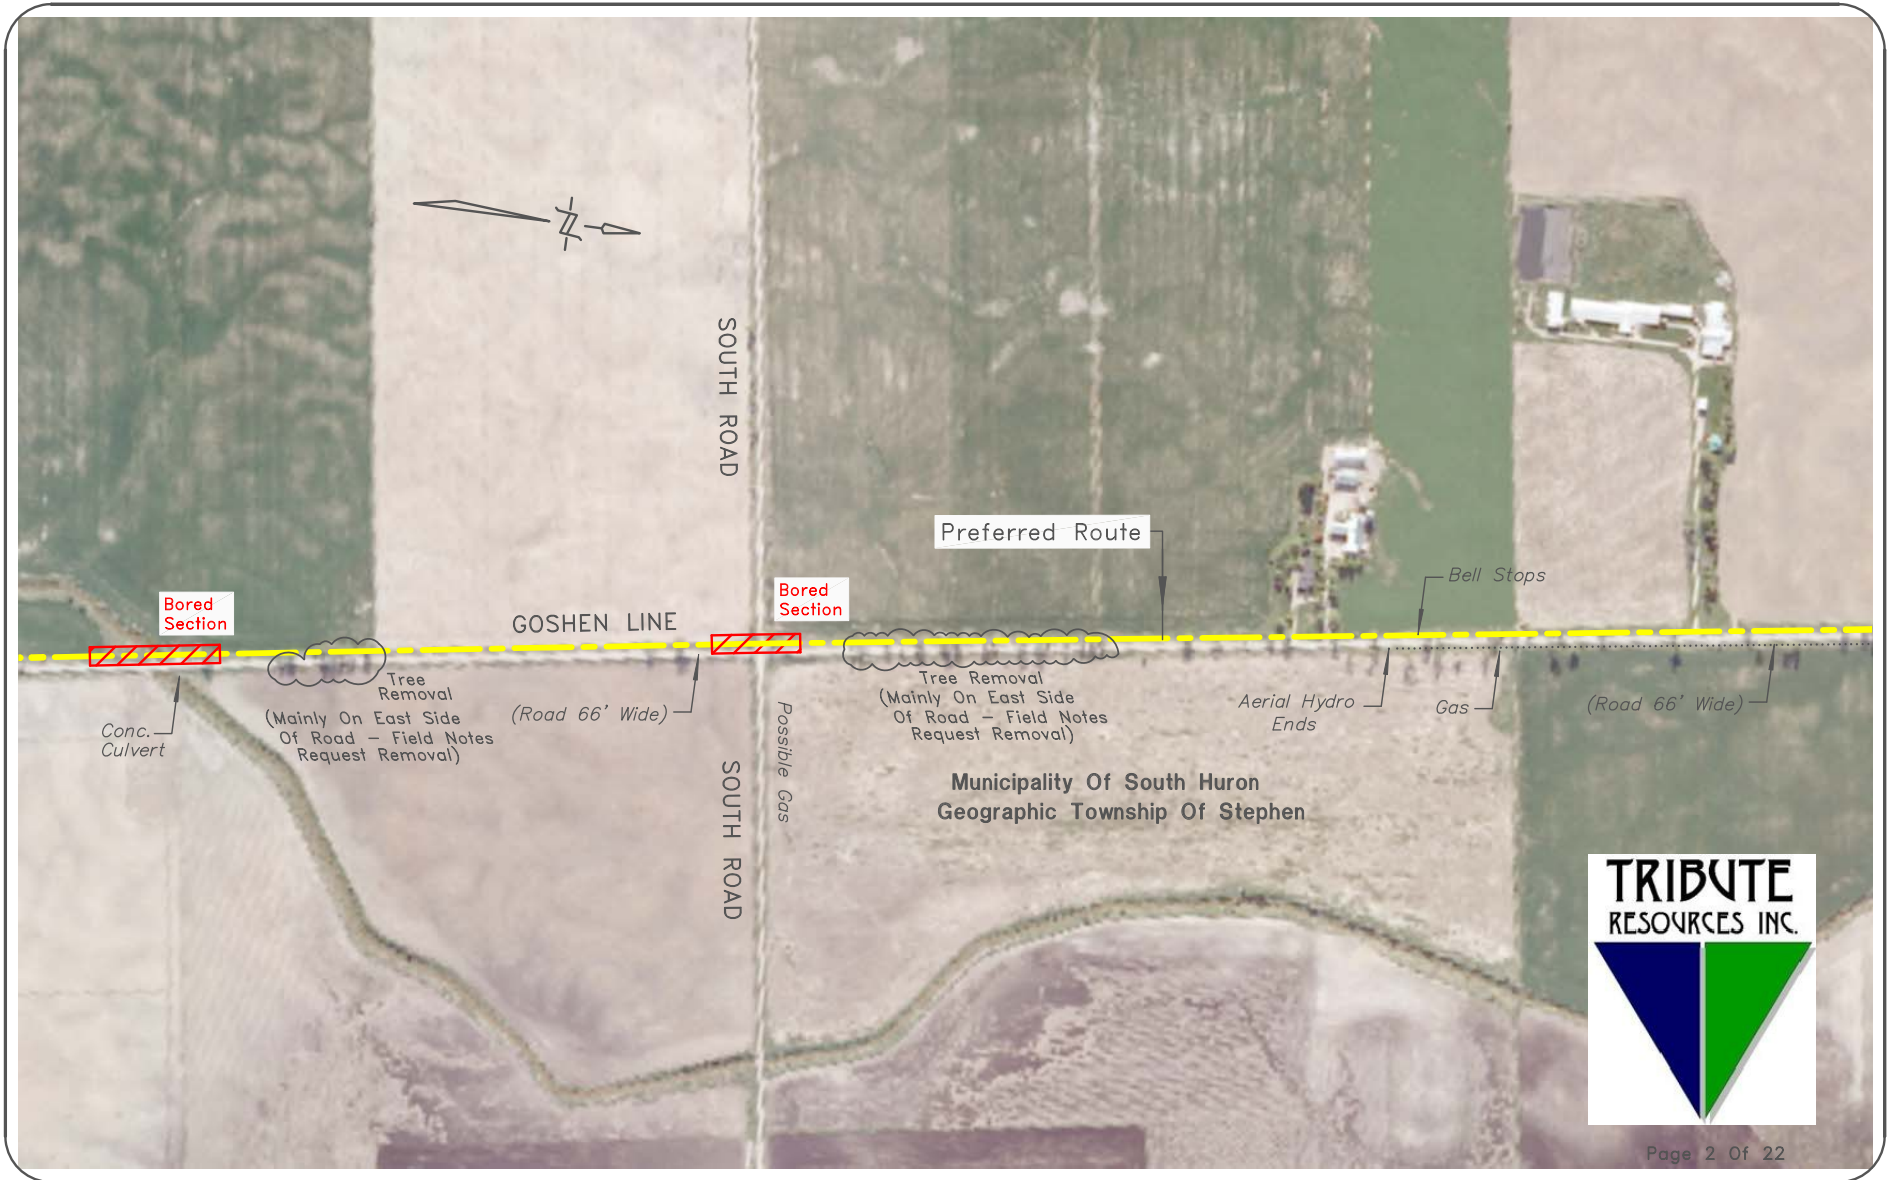 SOUTH ROAD
Preferred Route
Bell Stops
Bored
Section
Bored
Section
GOSHEN LINE
Tree
Removal
(Mainly On East Side
Of Road – Field Notes
Request Removal)
Conc.
Culvert
(Road 66' Wide)
Possible Gas
Tree Removal
(Mainly On East Side
Of Road – Field Notes
Request Removal)
Aerial Hydro
Ends
Gas
(Road 66' Wide)
SOUTH ROAD
Municipality Of South Huron
Geographic Township Of Stephen
TRIBUTE
RESOURCES INC.
Page 2 Of 22